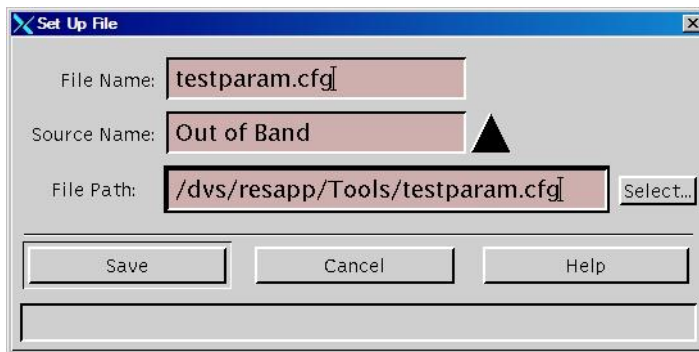 Set Up File
File Name: testparam.cfg
Source Name: Out of Band
File Path: /dvs/resapp/Tools/testparam.cfg Select...
Save Cancel Help